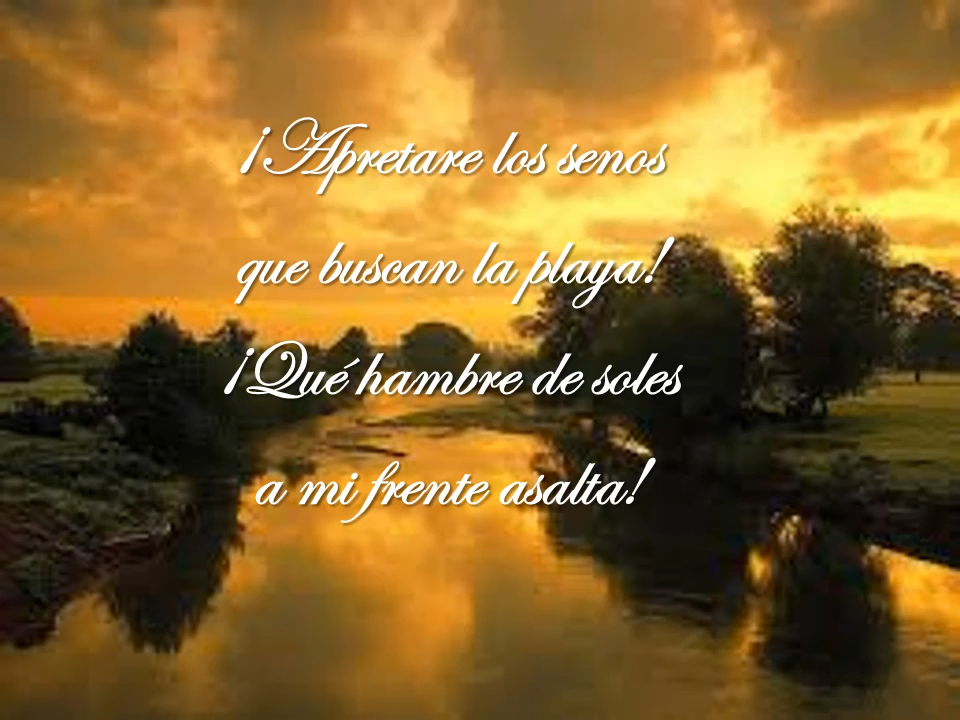 ¡Apretare los senos
que buscan la playa!
¡Qué hambre de soles
a mi frente asalta!